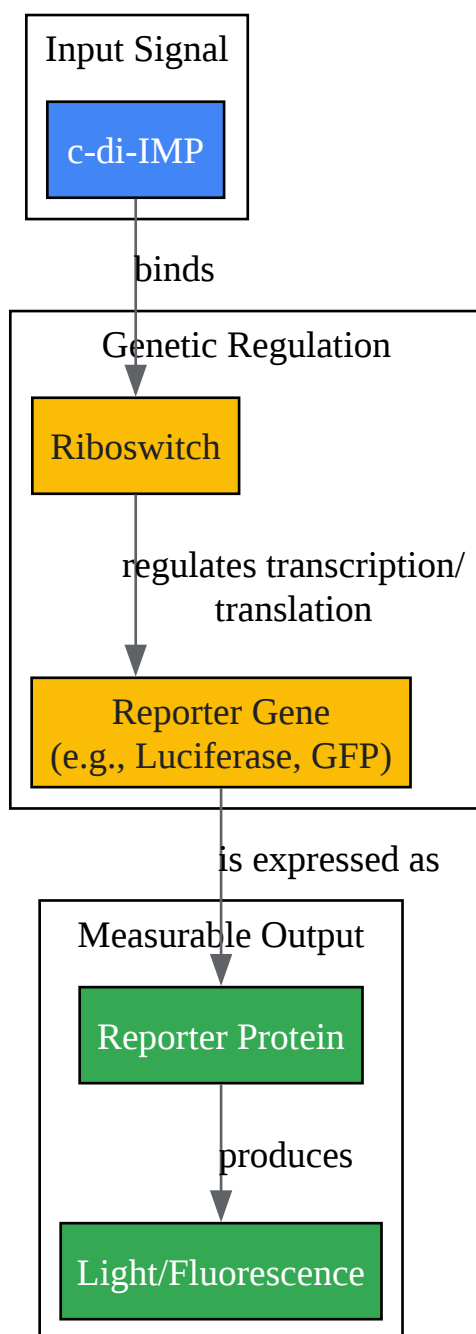 Input Signal
c-di-IMP
binds
Genetic Regulation
Riboswitch
regulates transcription/
translation
Reporter Gene
(e.g., Luciferase, GFP)
is expressed as
Measurable Output
Reporter Protein
produces
Light/Fluorescence